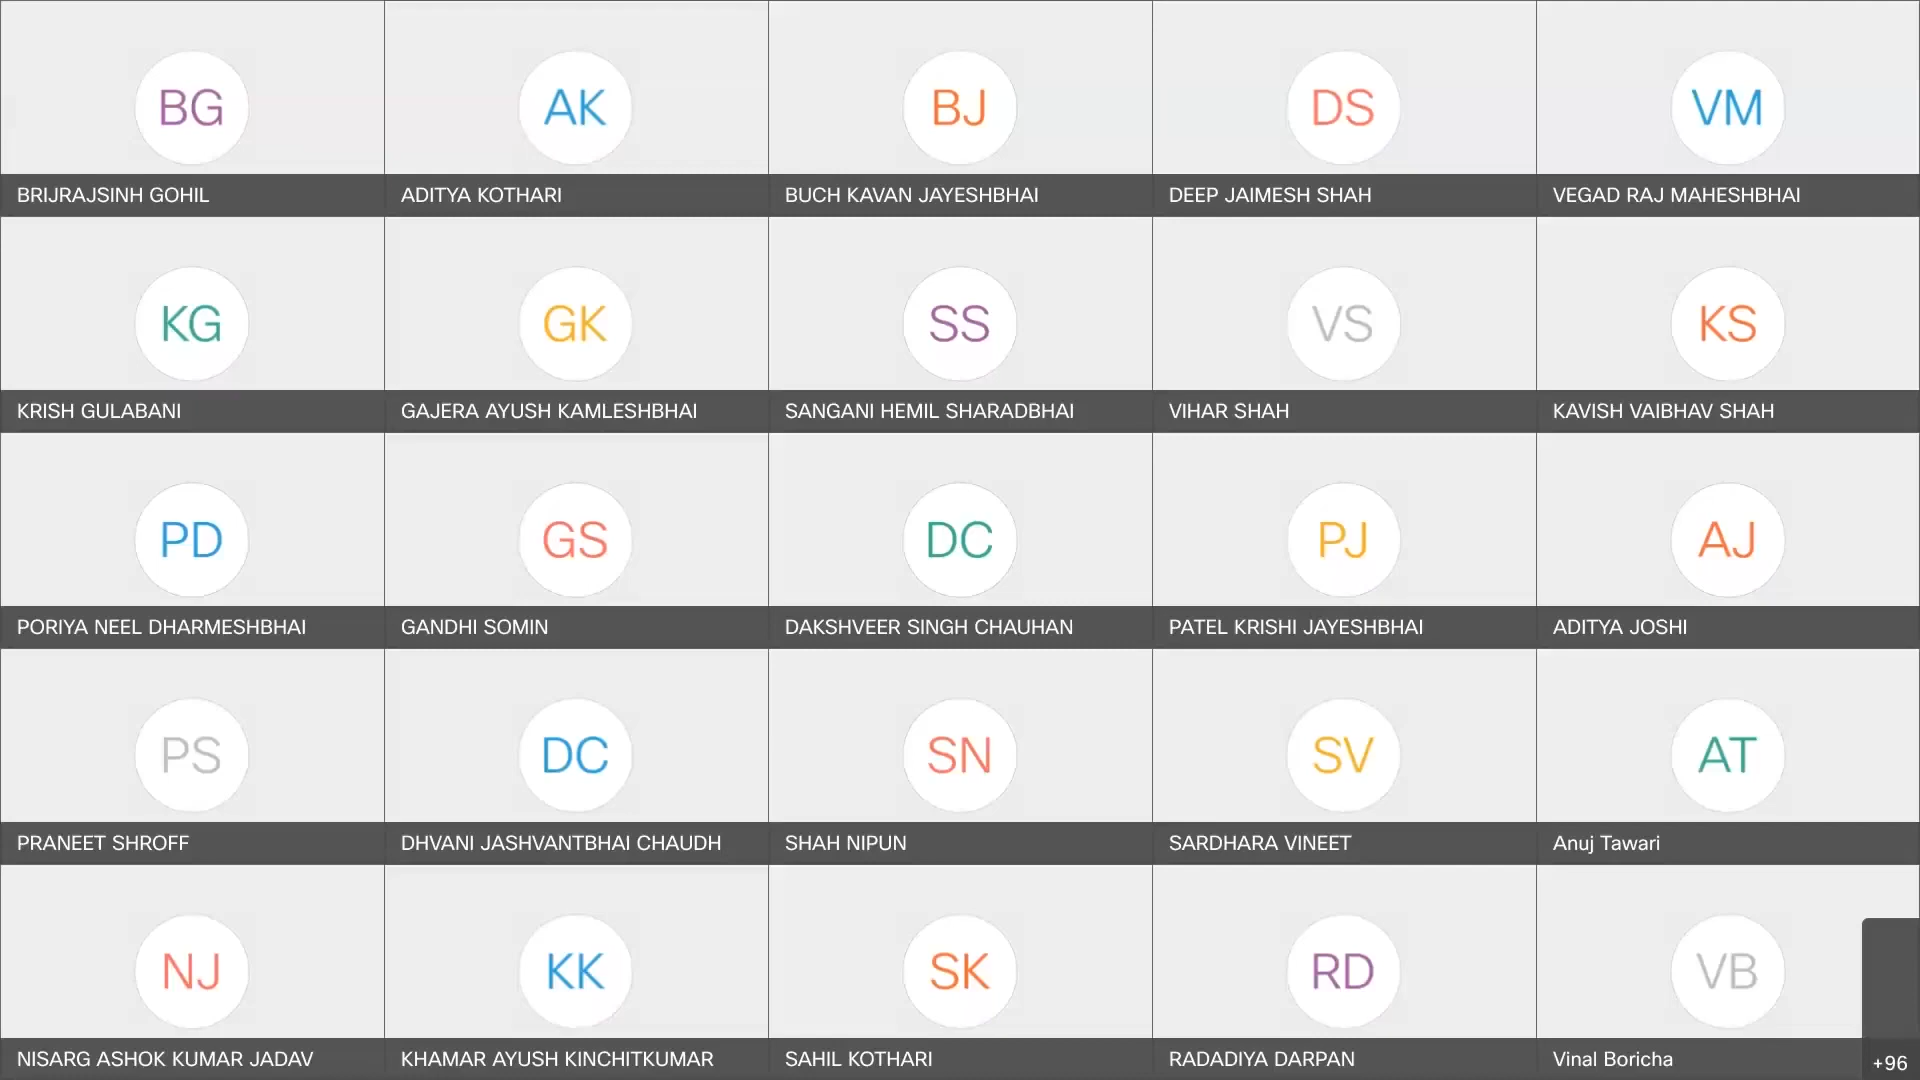 BG
AK
BJ
DS
VM
BRIJRAJSINH GOHIL
ADITYA KOTHARI
BUCH KAVAN JAYESHBHAI
DEEP JAIMESH SHAH
VEGAD RAJ MAHESHBHAI
KG
GK
SS
VS
KS
KRISH GULABANI
GAJERA AYUSH KAMLESHBHAI
SANGANI HEMIL SHARADBHAI
VIHAR SHAH
KAVISH VAIBHAV SHAH
PD
GS
DC
PJ
AJ
PORIYA NEEL DHARMESHBHAI
GANDHI SOMIN
DAKSHVEER SINGH CHAUHAN
PATEL KRISHI JAYESHBHAI
ADITYA JOSHI
PS
DC
SN
SV
AT
PRANEET SHROFF
DHVANI JASHVANTBHAI CHAUDH
SHAH NIPUN
SARDHARA VINEET
Anuj Tawari
NJ
KK
SK
RD
VB
NISARG ASHOK KUMAR JADAV
KHAMAR AYUSH KINCHITKUMAR
SAHIL KOTHARI
RADADIYA DARPAN
Vinal Boricha
+96